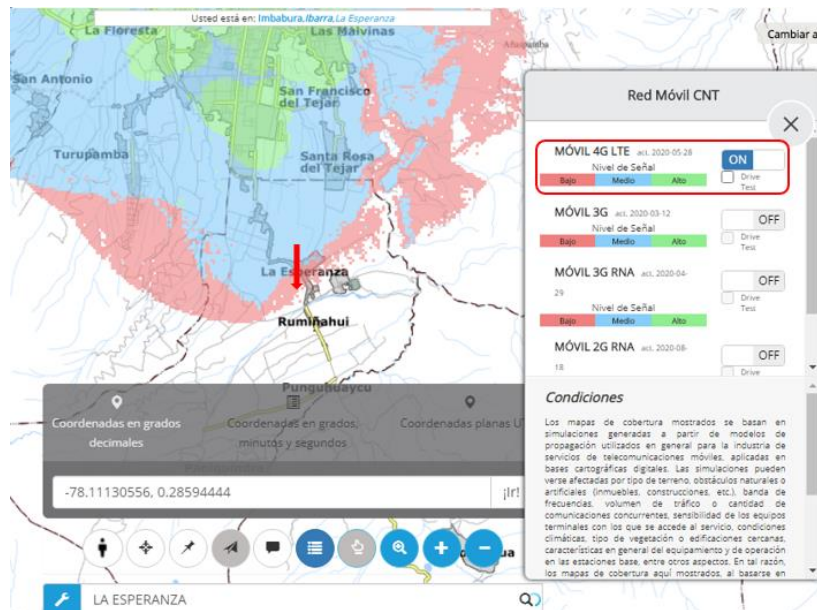 Usted está en: Imbabura,Ibarra,La Esperanza
Cambiar a
La Floresta
Las Malvinas
San Antonio
San Francisco
del Tejar
Turupamba
Santa Rosa
del Tejar
La Esperanza
Rumiñahui
Punguhuaycu
Coordenadas en grados
decimales
Coordenadas en grados,
minutos y segundos
Coordenadas planas U
-78.11130556, 0.28594444
¡Ir!
LA ESPERANZA
Red Móvil CNT
MÓVIL 4G LTE act. 2020-05-28
Nivel de Señal
Bajo Medio Alto
ON
Drive
Test
MÓVIL 3G act. 2020-03-12
Nivel de Señal
Bajo Medio Alto
OFF
Drive
Test
MÓVIL 3G RNA act. 2020-04-
29
Nivel de Señal
Bajo Medio Alto
OFF
Drive
Test
MÓVIL 2G RNA act. 2020-08-
18
OFF
Drive
Condiciones
Los mapas de cobertura mostrados se basan en
simulaciones generadas a partir de modelos de
propagación utilizados en general para la industria de
servicios de telecomunicaciones móviles, aplicadas en
bases cartográficas digitales. Las simulaciones pueden
verse afectadas por tipo de terreno, obstáculos naturales o
artificiales (inmuebles, construcciones, etc.), banda de
frecuencias, volumen de tráfico o cantidad de
comunicaciones concurrentes, sensibilidad de los equipos
terminales con los que se accede al servicio, condiciones
climáticas, tipo de vegetación o edificaciones cercanas,
características en general del equipamiento y de operación
en las estaciones base, entre otros aspectos. En tal razón,
los mapas de cobertura aquí mostrados, al basarse en